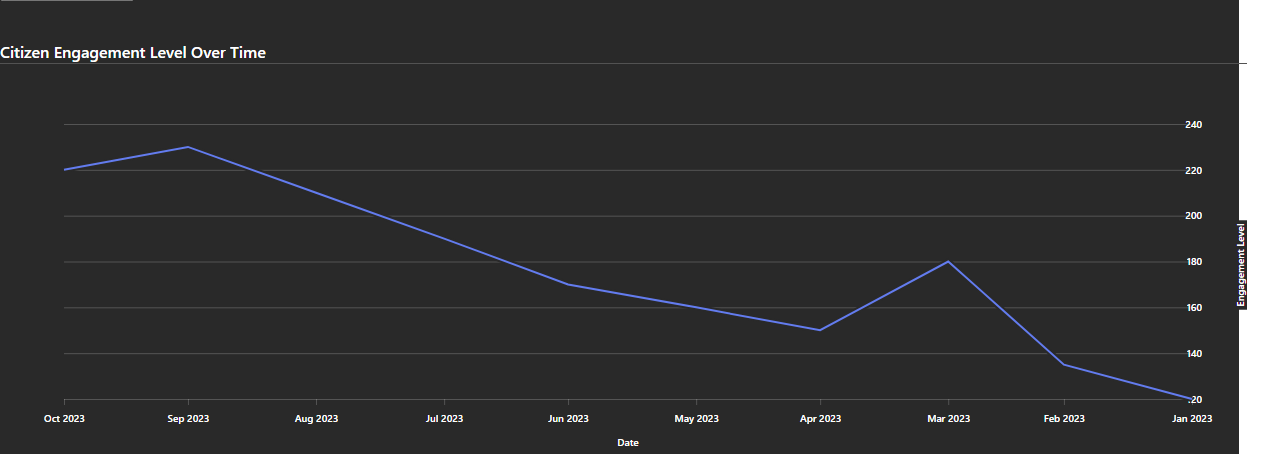 Citizen Engagement Level Over Time
240
220
200
180
160
140
20
Engagement Level
Oct 2023
Sep 2023
Aug 2023
Jul 2023
Jun 2023
May 2023
Apr 2023
Mar 2023
Feb 2023
Jan 2023
Date